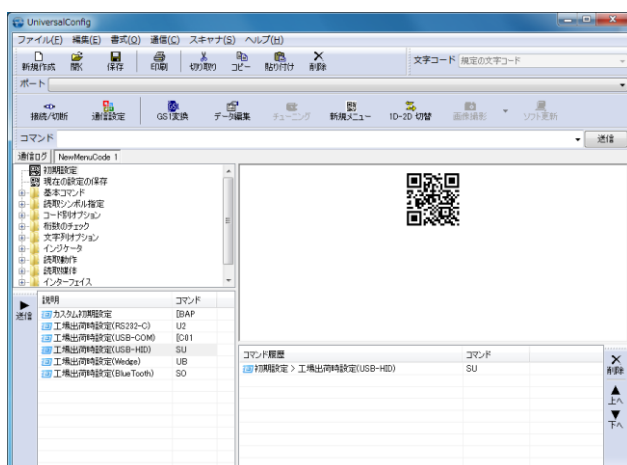 UniversalConfig
ファイル(F) 編集(E) 書式(O) 通信(C) スキャナ(S) ヘルプ(H)
新規作成 開く 保存 印刷 切り取り コピー 貼り付け 削除 文字コード 規定の文字コード
ポート
接続/切断 通信設定 GS1変換 データ編集 チューニング 新規メニュー 1D-2D 切替 画像撮影 ソフト更新
コマンド 送信
通信ログ NewMenuCode 1
初期設定
現在の設定の保存
基本コマンド
読取シンボル指定
コード別オプション
桁数のチェック
文字列オプション
インジケータ
読取動作
読取媒体
インターフェイス
送信
説明 コマンド
カスタム初期設定 [BAP
工場出荷時設定(RS232-C) U2
工場出荷時設定(USB-COM) [C01
工場出荷時設定(USB-HID) SU
工場出荷時設定(Wedge) UB
工場出荷時設定(BlueTooth) SO
コマンド履歴 コマンド
初期設定 > 工場出荷時設定(USB-HID) SU
削除
上へ
下へ